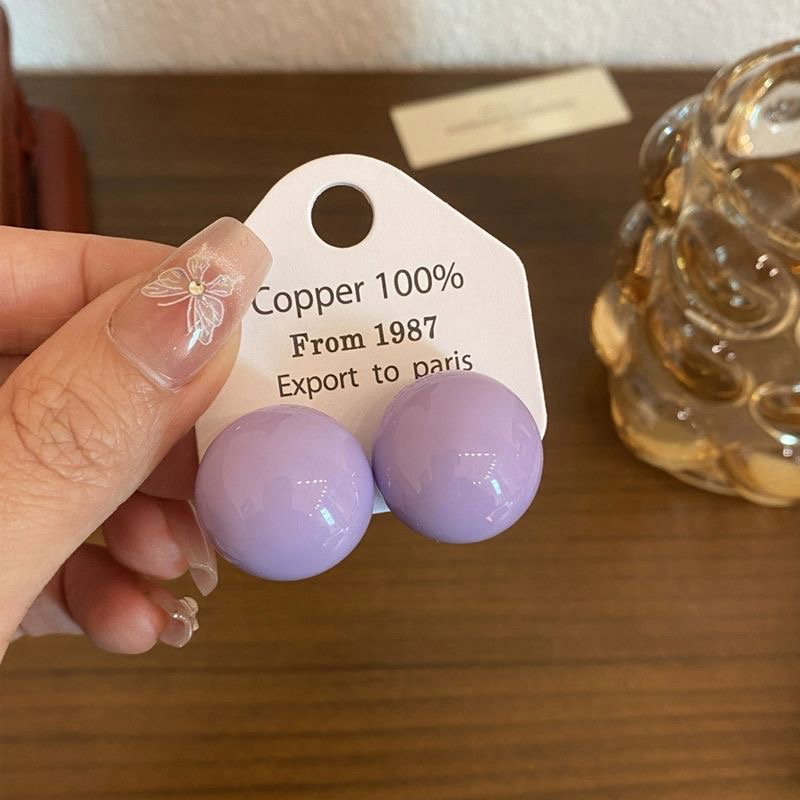 Copper 100%
From 1987
Export to paris